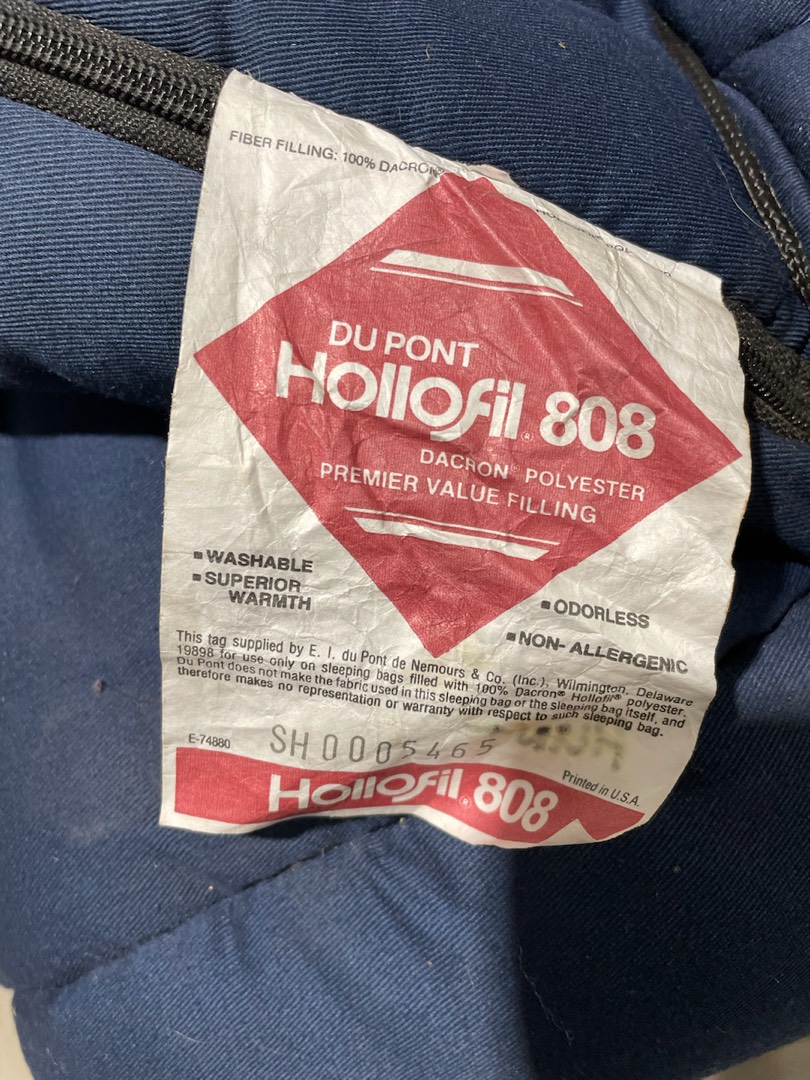 FIBER FILLING: 100% DACRON®
DU PONT
Hollofil® 808
DACRON® POLYESTER
PREMIER VALUE FILLING
▪ WASHABLE
▪ SUPERIOR
WARMTH
▪ ODORLESS
▪ NON- ALLERGENIC
This tag supplied by E. I. du Pont de Nemours & Co. (Inc.), Wilmington, Delaware
19898 for use only on sleeping bags filled with 100% Dacron® Hollofil® polyester.
Du Pont does not make the fabric used in this sleeping bag or the sleeping bag itself, and
therefore makes no representation or warranty with respect to such sleeping bag.
E-74880
SH0005465
Printed in U.S.A.
Hollofil® 808